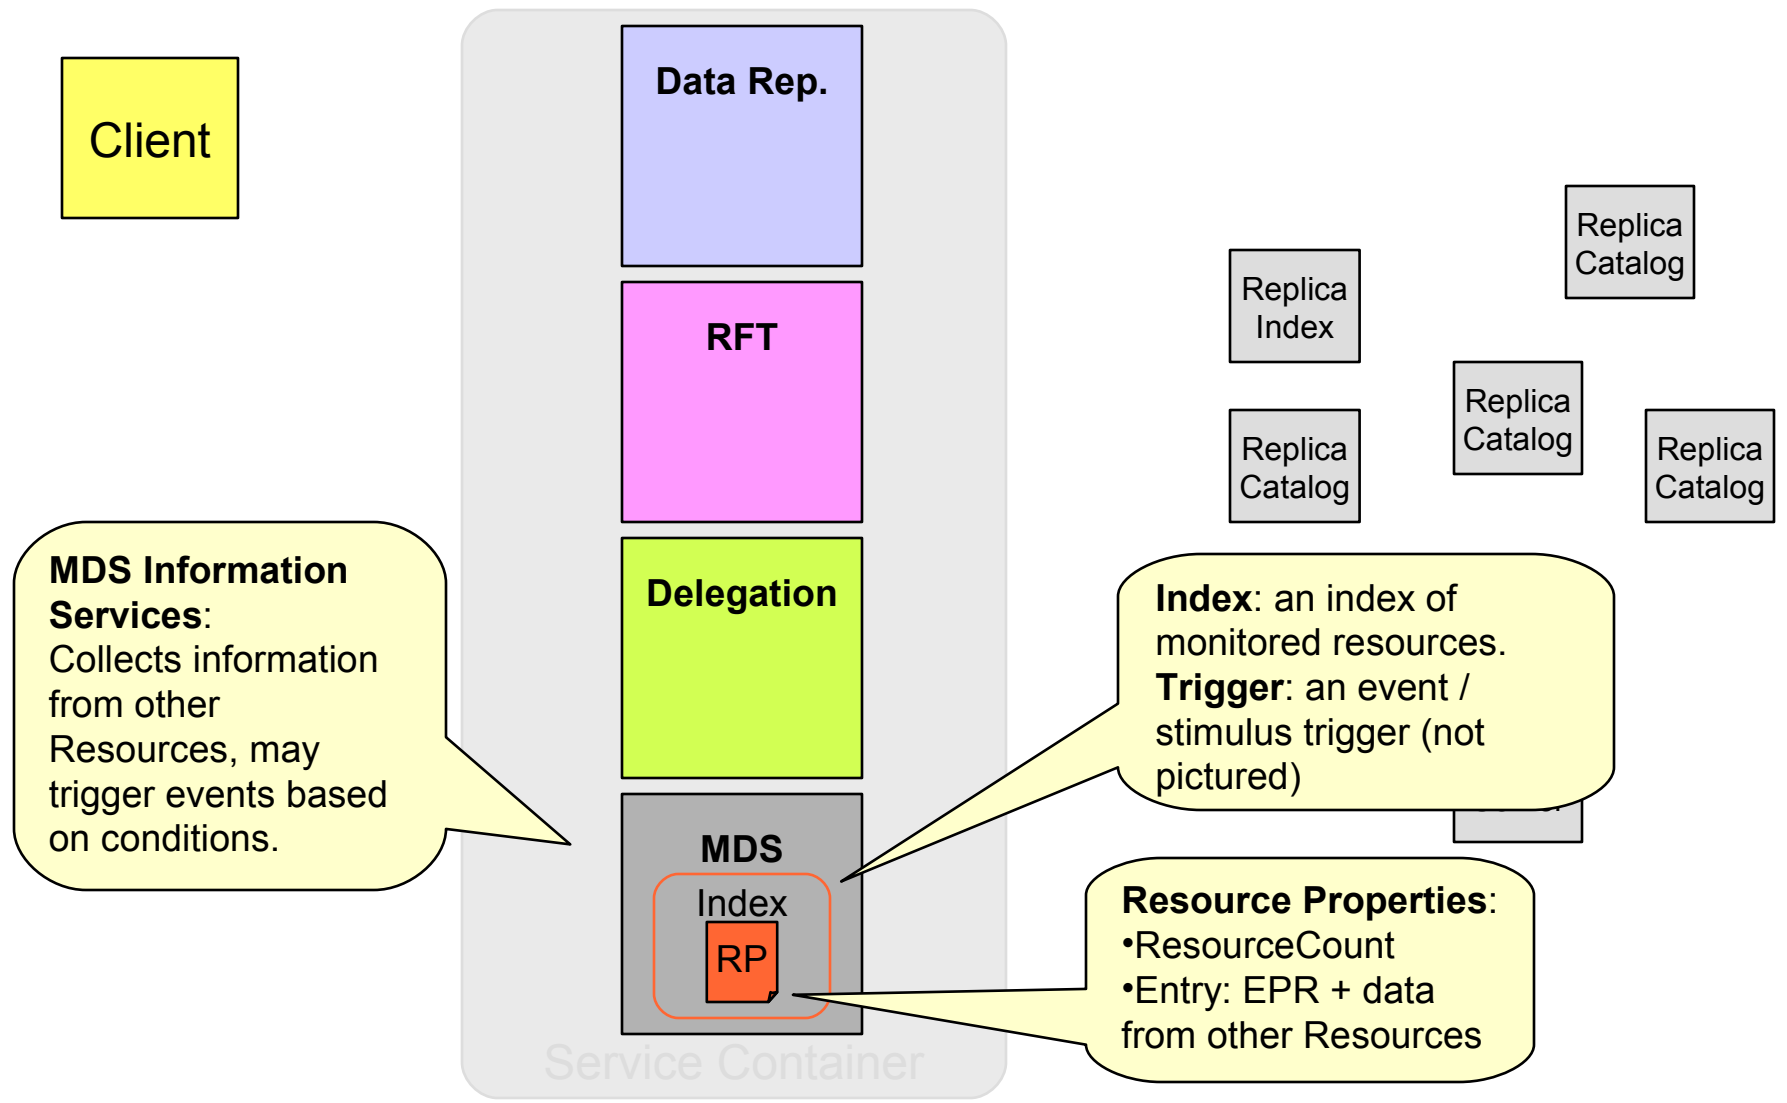 Client
Data Rep.
RFT
Delegation
MDS
Index
RP
Service Container
MDS Information
Services:
Collects information
from other
Resources, may
trigger events based
on conditions.
Replica
Index
Replica
Catalog
Replica
Catalog
Replica
Catalog
Replica
Catalog
Index: an index of
monitored resources.
Trigger: an event /
stimulus trigger (not
pictured)
Resource Properties:
•ResourceCount
•Entry: EPR + data
from other Resources